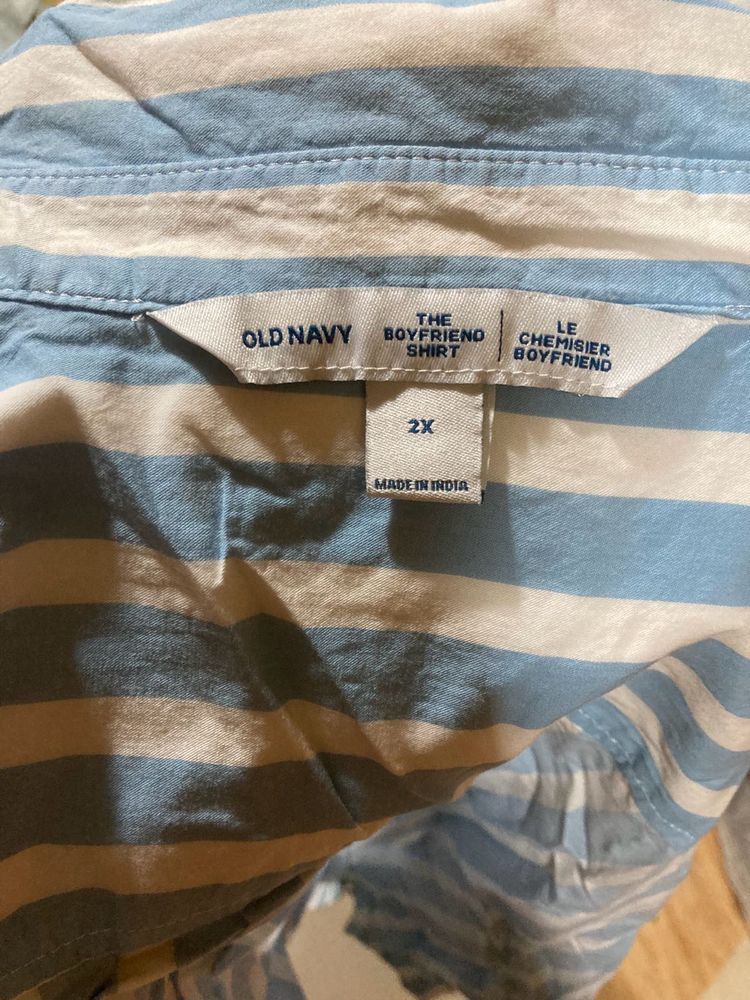 OLD NAVY
THE
BOYFRIEND
SHIRT
LE
CHEMISIER
BOYFRIEND
2X
MADE IN INDIA